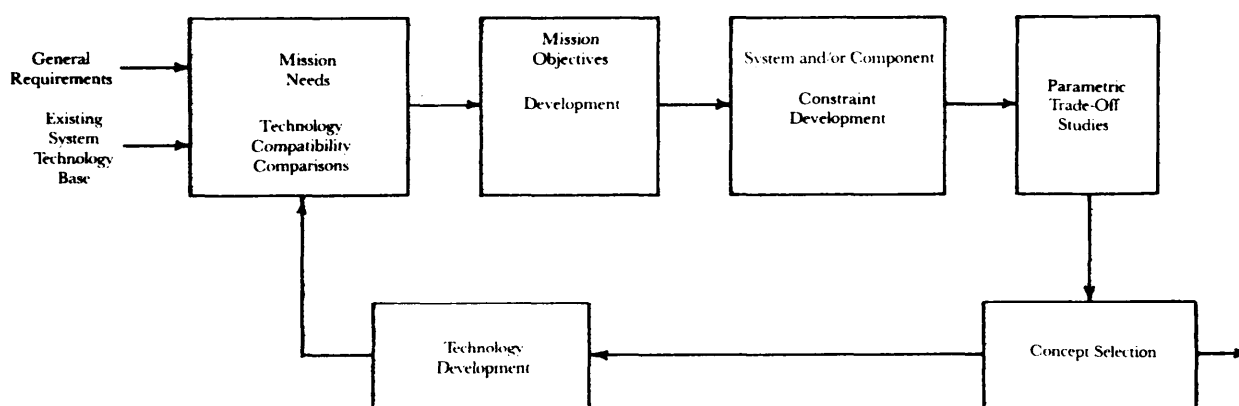 General
Requirements
Existing
System
Technology
Base
Mission
Needs
Technology
Compatibility
Comparisons
Mission
Objectives
Development
System and/or Component
Constraint
Development
Parametric
Trade-Off
Studies
Technology
Development
Concept Selection